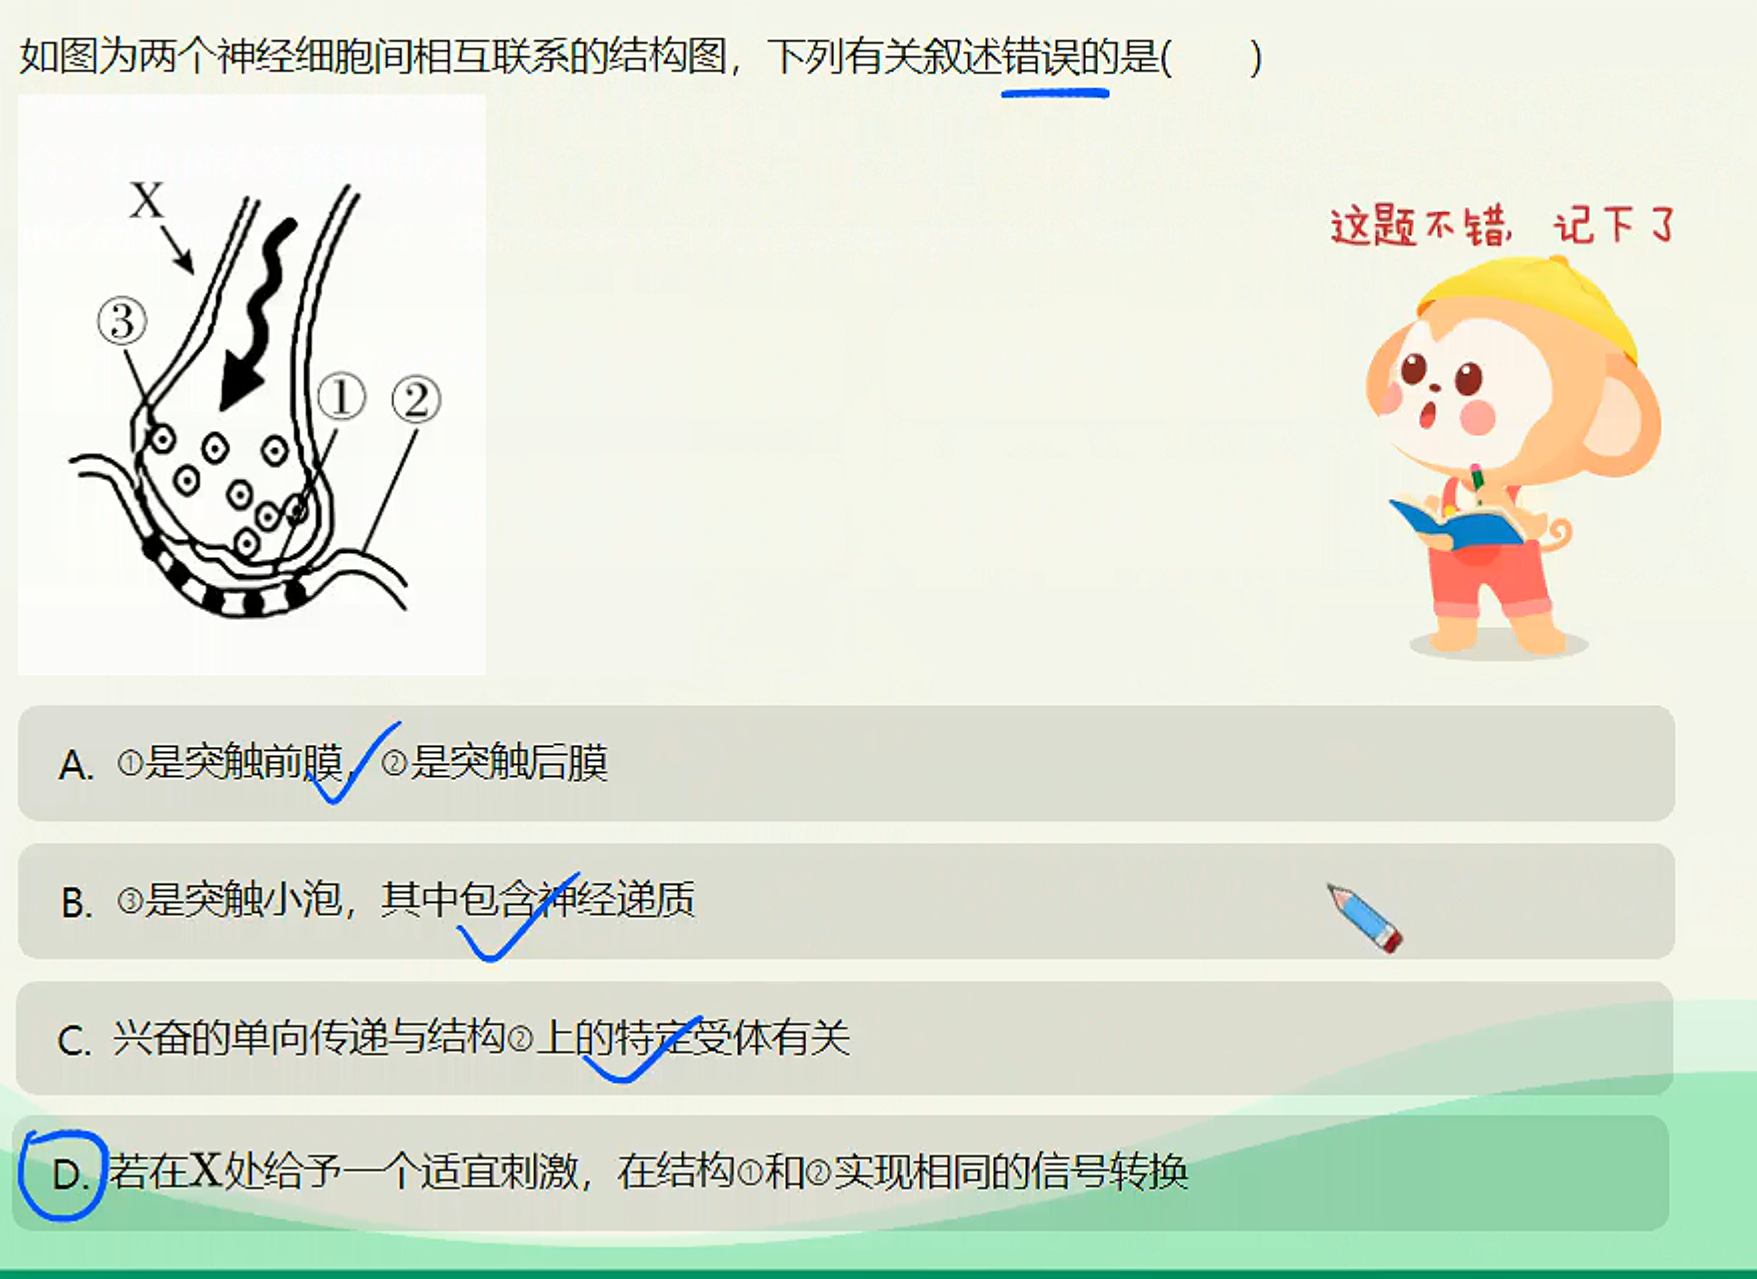 如图为两个神经细胞间相互联系的结构图，下列有关叙述错误的是(　　)
这题不错，记下了
X
③
①
②
A. ①是突触前膜，②是突触后膜
B. ③是突触小泡，其中包含神经递质
C. 兴奋的单向传递与结构②上的特定受体有关
D. 若在X处给予一个适宜刺激，在结构①和②实现相同的信号转换